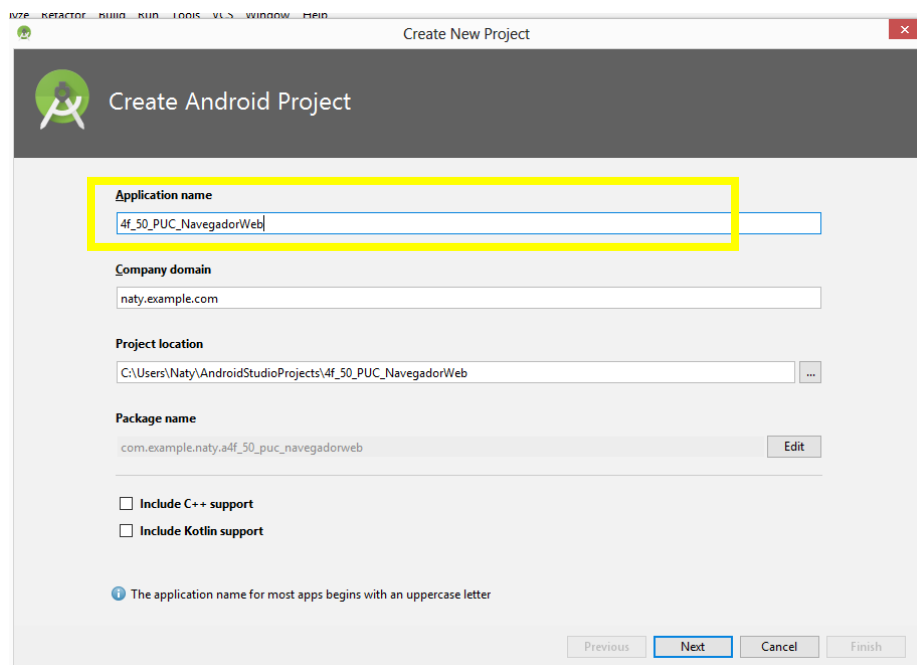 lyze Refactor Build Run Tools VCS Window Help
Create New Project
Create Android Project
Application name
4f_50_PUC_NavegadorWeb
Company domain
naty.example.com
Project location
C:\Users\Naty\AndroidStudioProjects\4f_50_PUC_NavegadorWeb
...
Package name
com.example.naty.a4f_50_puc_navegadorweb
Edit
Include C++ support
Include Kotlin support
The application name for most apps begins with an uppercase letter
Previous Next Cancel Finish